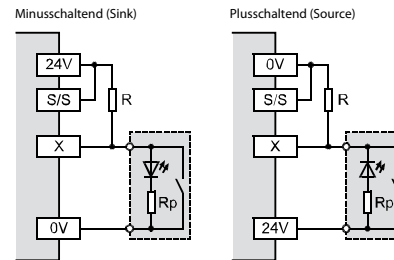 Minusschaltend (Sink)
24V
S/S
R
X
Rp
0V
Plusschaltend (Source)
0V
S/S
R
X
Rp
24V